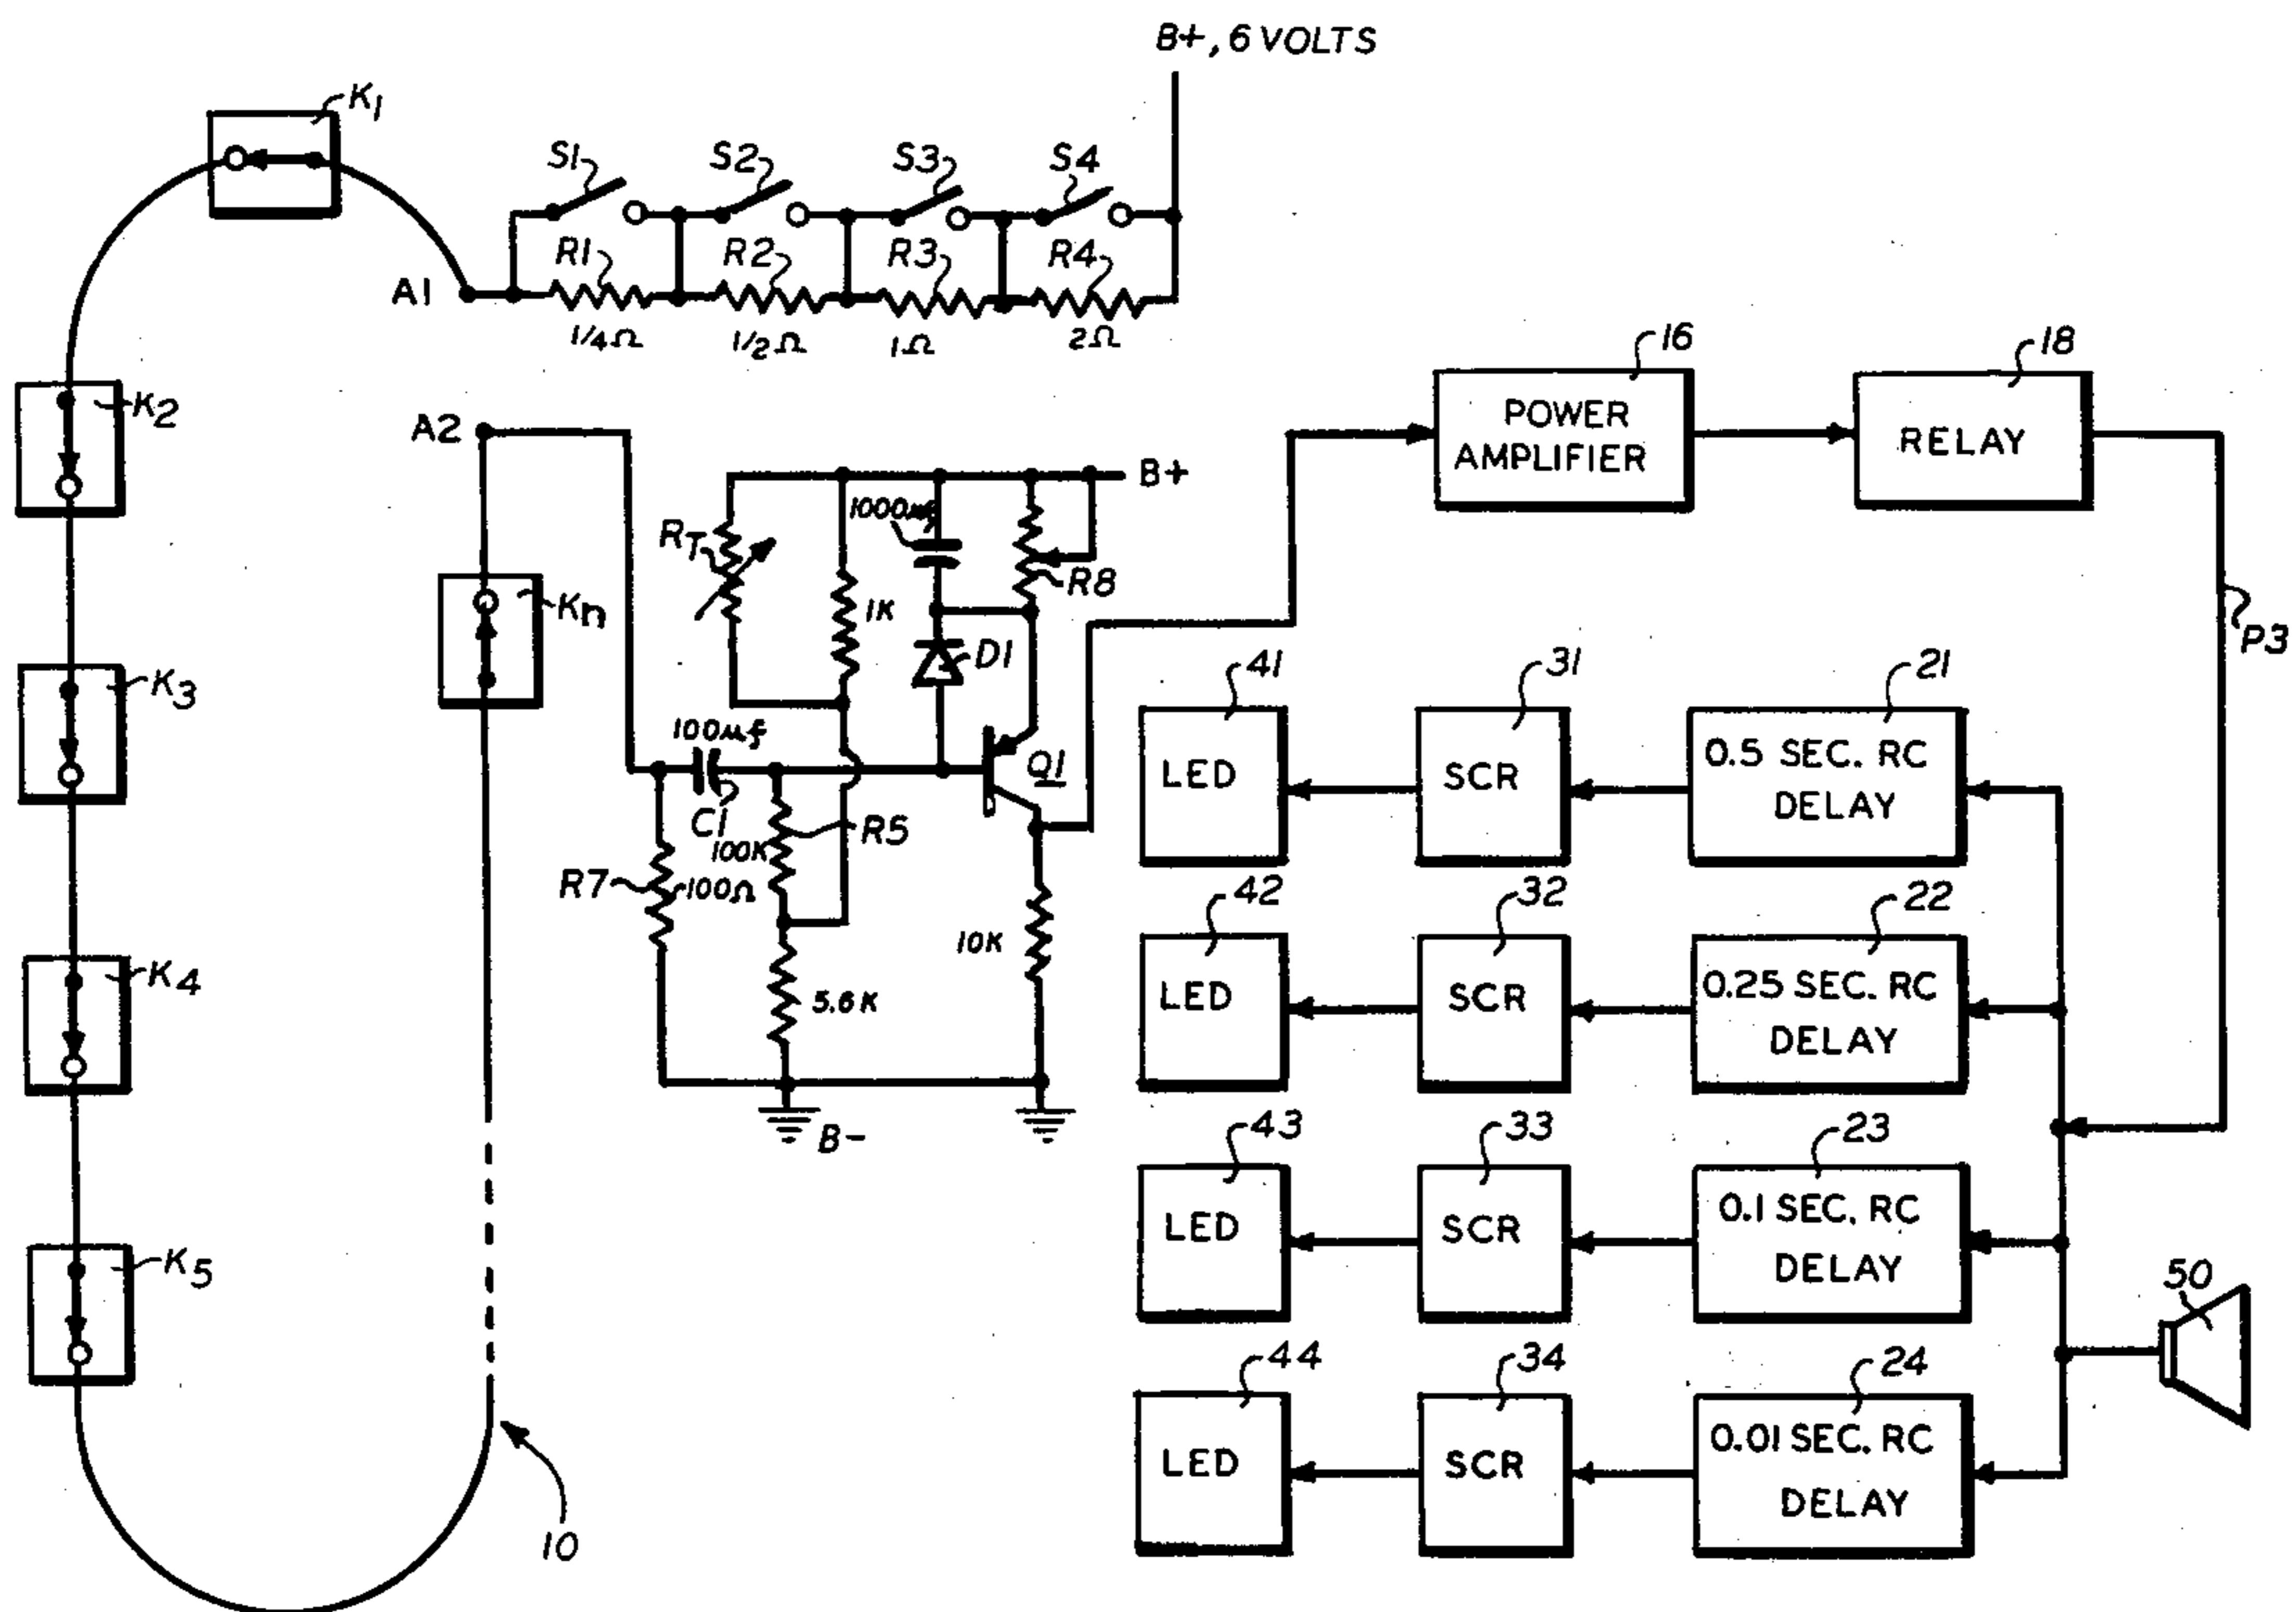 B+, 6 VOLTS
K1
S1
S2
S3
S4
R1
R2
R3
R4
A1
1/4Ω
1/2Ω
1Ω
2Ω
16
18
POWER
AMPLIFIER
RELAY
K2
A2
B+
1000μf
RT
R8
1K
Kn
D1
P3
K3
41
31
21
LED
SCR
0.5 SEC. RC
DELAY
100μf
Q1
C1
R5
100K
R7
100Ω
42
32
22
LED
SCR
0.25 SEC. RC
DELAY
10K
K4
5.6K
B-
43
33
23
LED
SCR
0.1 SEC. RC
DELAY
K5
50
44
34
24
LED
SCR
0.01 SEC. RC
DELAY
10